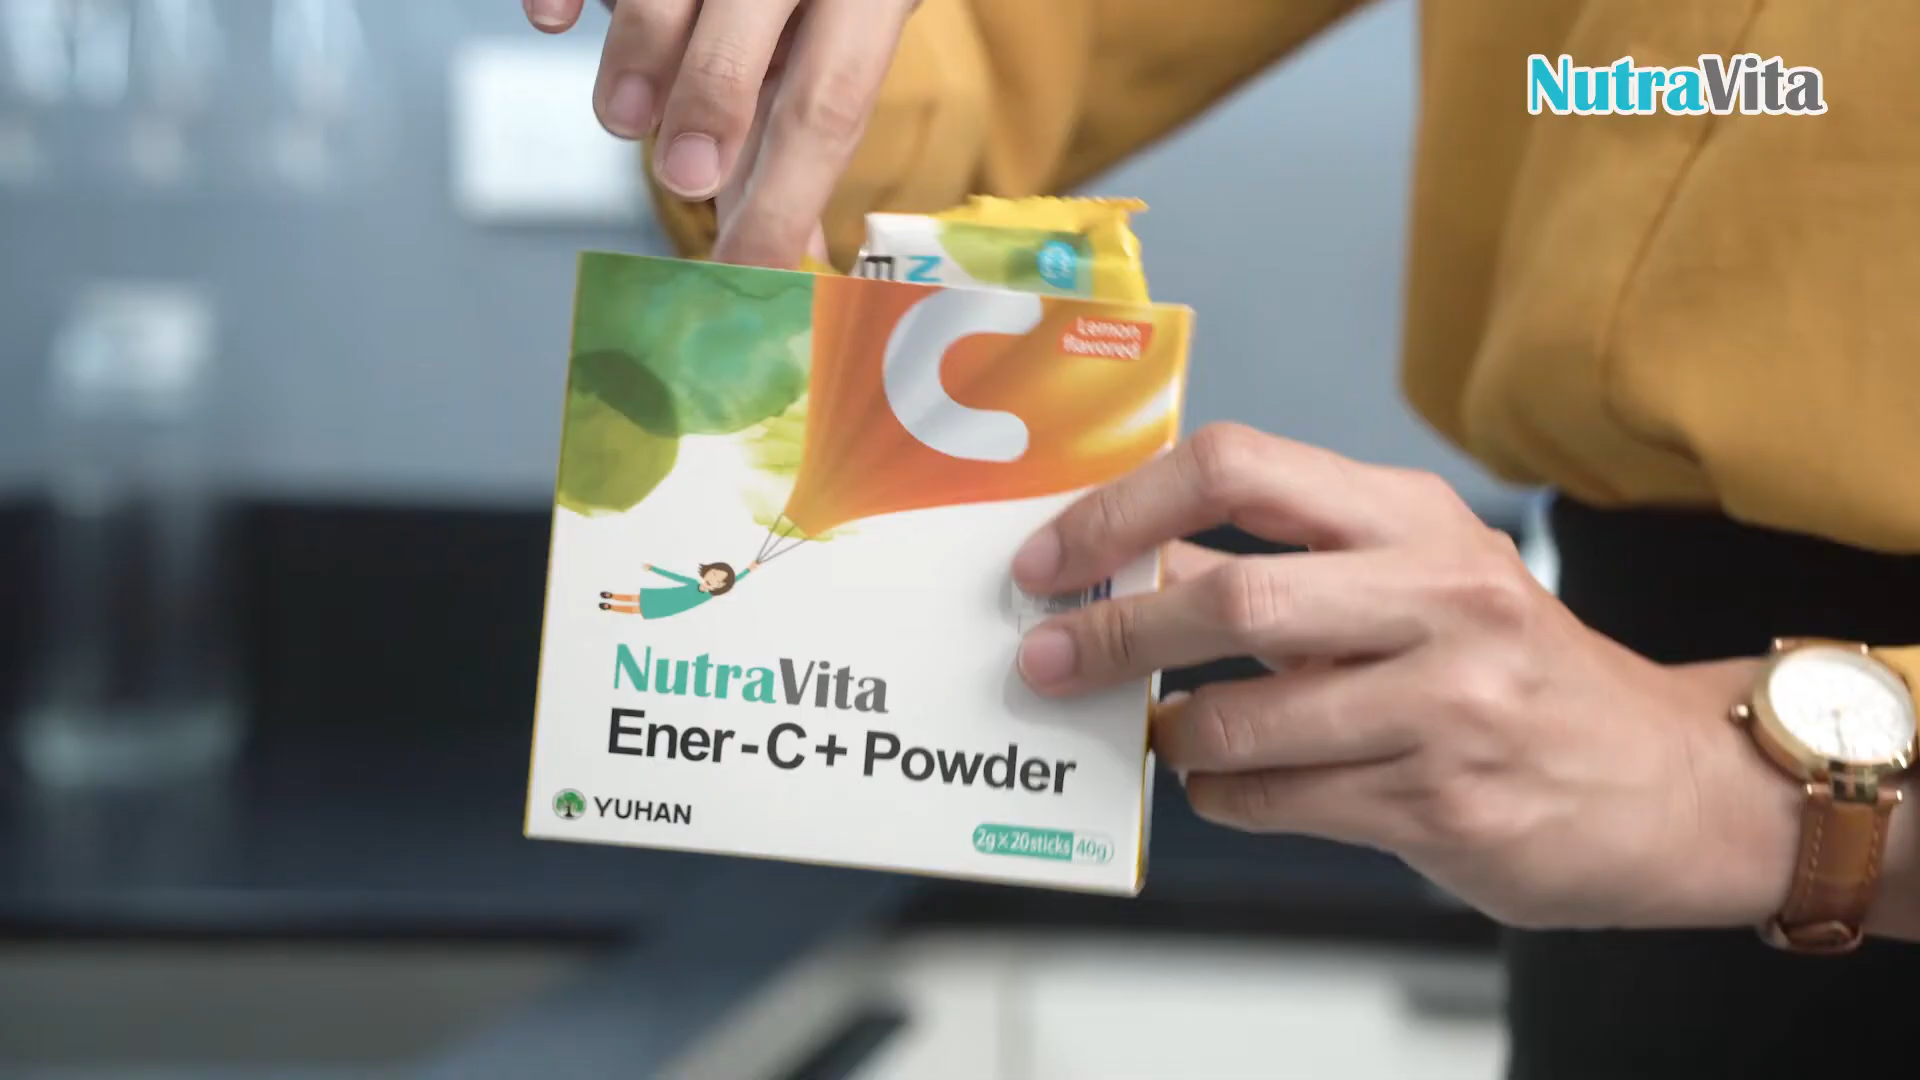 NutraVita
E N
C
Lemon
flavored
NutraVita
Ener-C+ Powder
YUHAN
2g×20sticks 40g